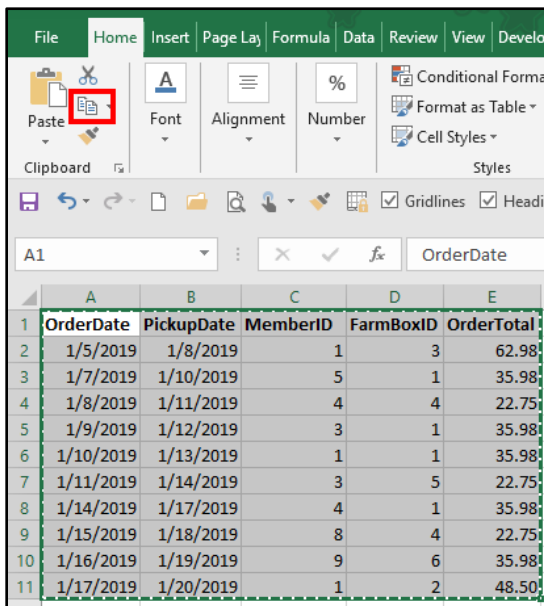 File Home Insert Page Lay Formula Data Review View Develo
Conditional Forma
Format as Table
Cell Styles
Paste Font Alignment Number
Clipboard Styles
Gridlines Headi
A1 fx OrderDate
A B C D E
1 OrderDate PickupDate MemberID FarmBoxID OrderTotal
2 1/5/2019 1/8/2019 1 3 62.98
3 1/7/2019 1/10/2019 5 1 35.98
4 1/8/2019 1/11/2019 4 4 22.75
5 1/9/2019 1/12/2019 3 1 35.98
6 1/10/2019 1/13/2019 1 1 35.98
7 1/11/2019 1/14/2019 3 5 22.75
8 1/14/2019 1/17/2019 4 1 35.98
9 1/15/2019 1/18/2019 8 4 22.75
10 1/16/2019 1/19/2019 9 6 35.98
11 1/17/2019 1/20/2019 1 2 48.50